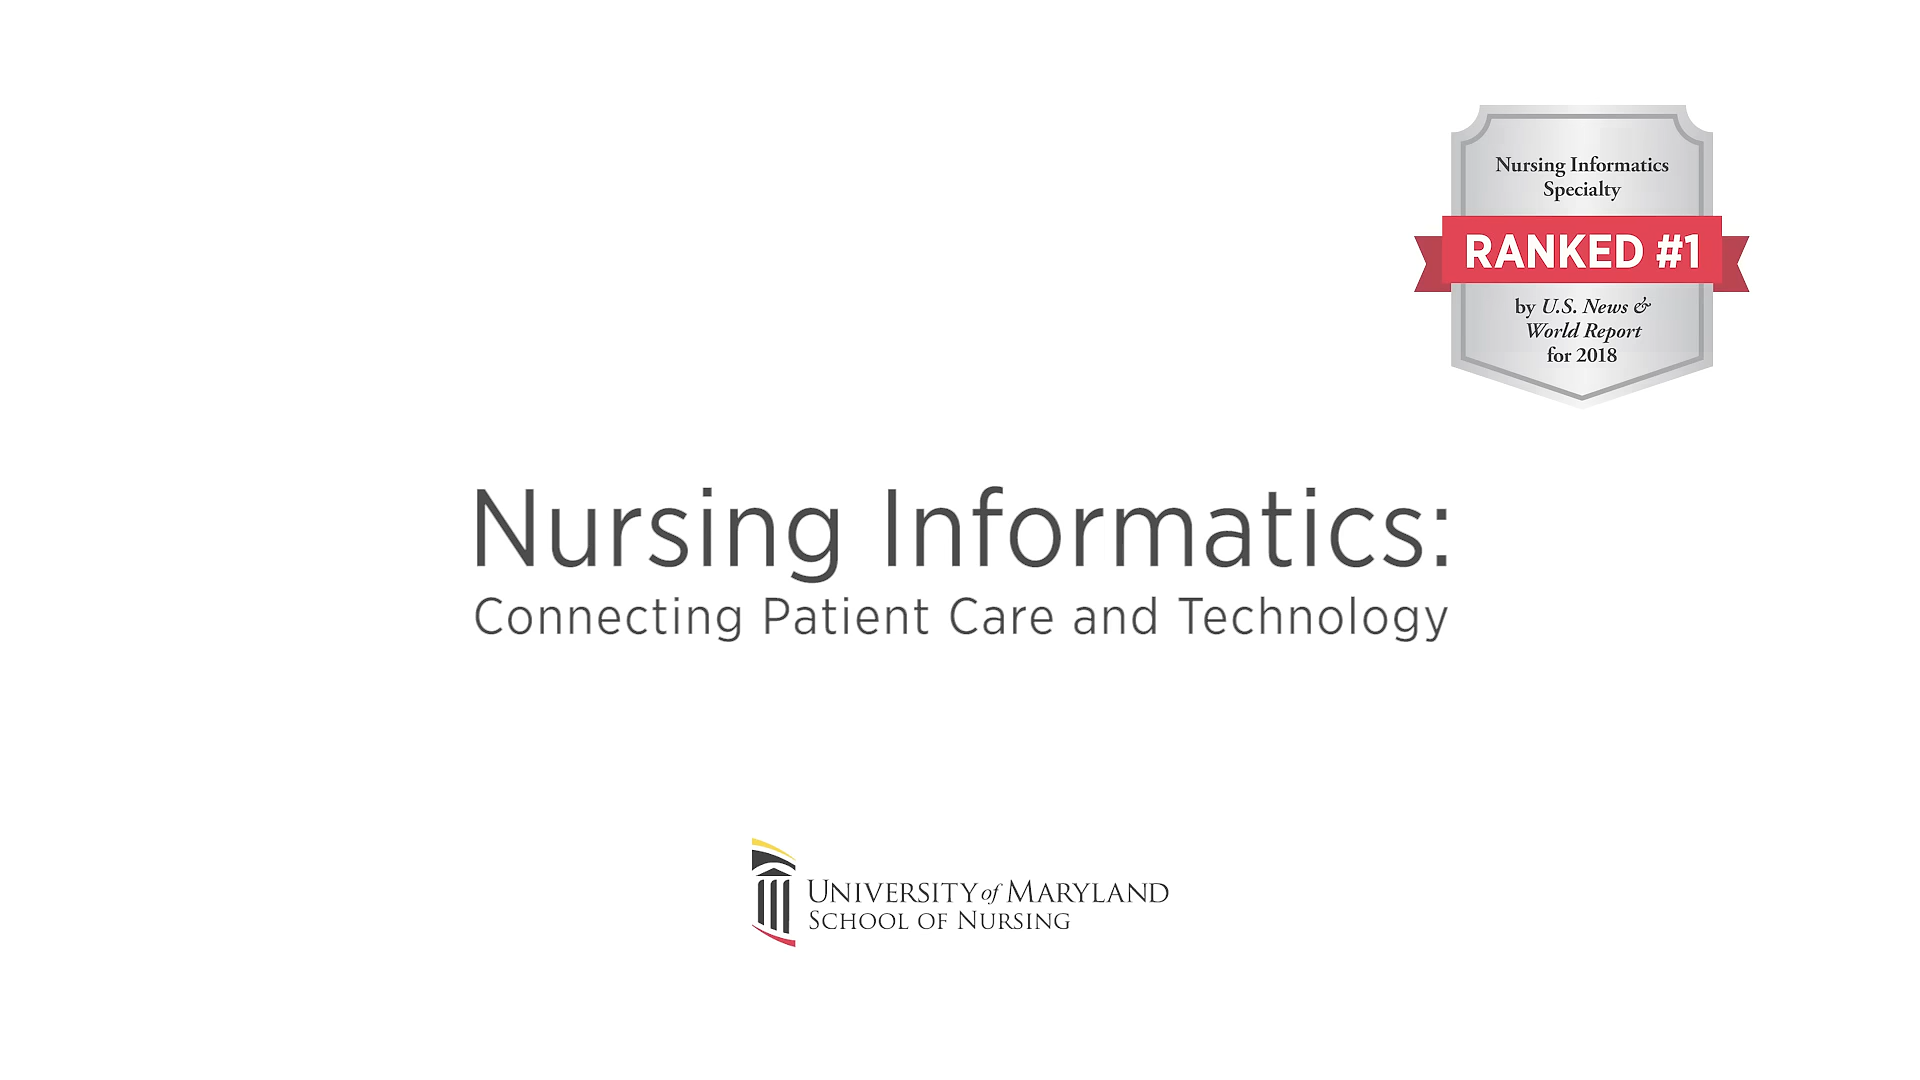 Nursing Informatics
Specialty
RANKED #1
by U.S. News &
World Report
for 2018
Nursing Informatics:
Connecting Patient Care and Technology
UNIVERSITY of MARYLAND
SCHOOL OF NURSING